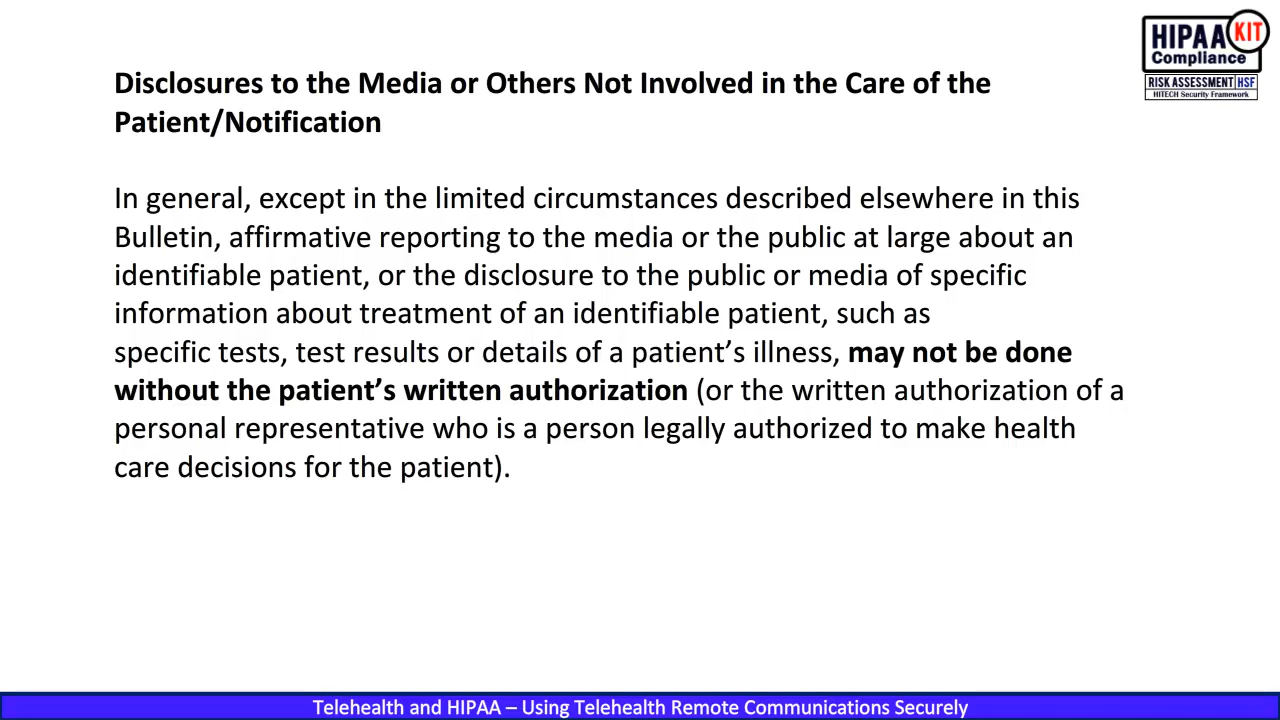 HIPAA KIT
Compliance
RISK ASSESSMENT HSF
HITECH Security Framework
Disclosures to the Media or Others Not Involved in the Care of the
Patient/Notification
In general, except in the limited circumstances described elsewhere in this
Bulletin, affirmative reporting to the media or the public at large about an
identifiable patient, or the disclosure to the public or media of specific
information about treatment of an identifiable patient, such as
specific tests, test results or details of a patient’s illness, may not be done
without the patient’s written authorization (or the written authorization of a
personal representative who is a person legally authorized to make health
care decisions for the patient).
Telehealth and HIPAA – Using Telehealth Remote Communications Securely